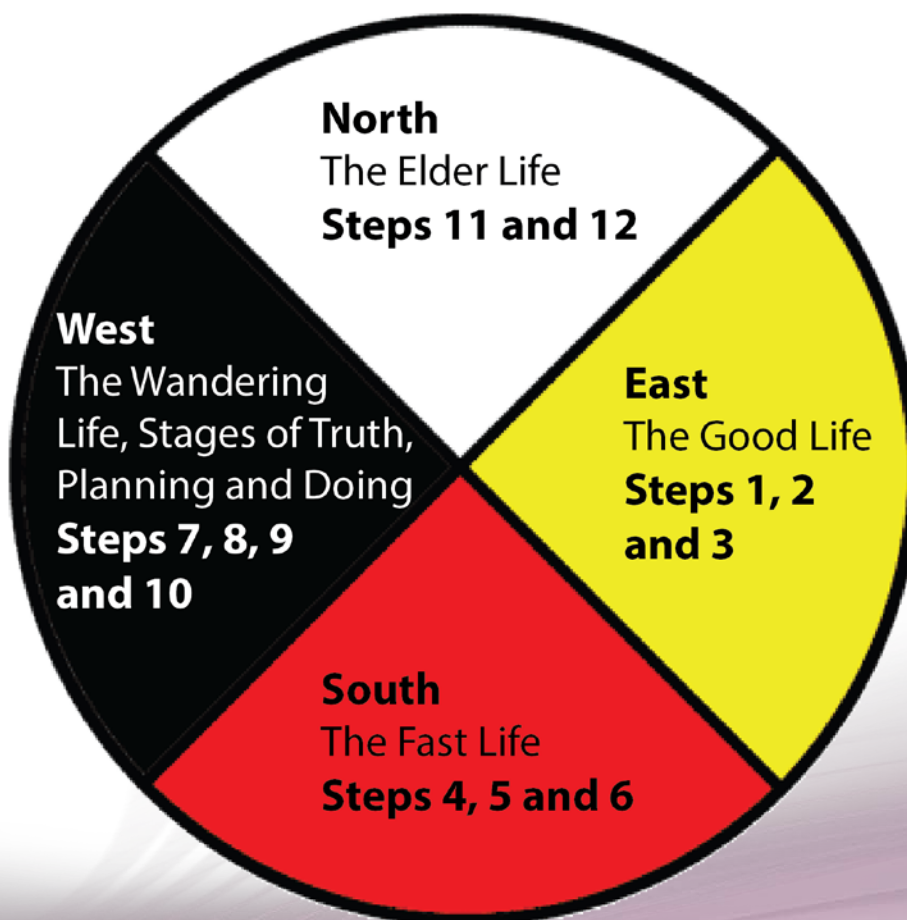 North
The Elder Life
Steps 11 and 12
West
The Wandering
Life, Stages of Truth,
Planning and Doing
Steps 7, 8, 9
and 10
East
The Good Life
Steps 1, 2
and 3
South
The Fast Life
Steps 4, 5 and 6